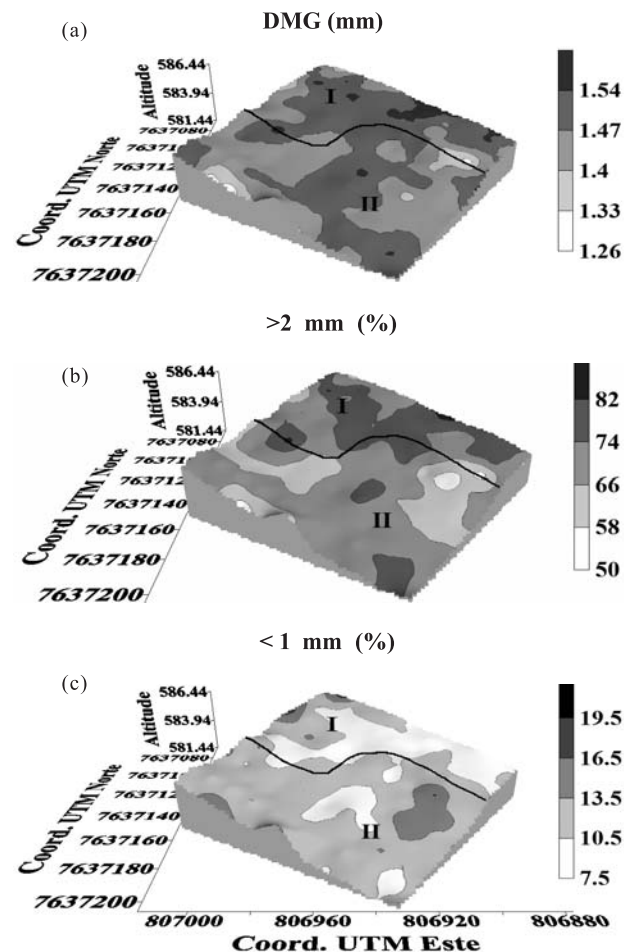 DMG (mm)
(a)
586.44
583.94
581.44
Altitude
7637080
7637140
7637160
7637180
7637200
Coord. UTM Norte
I
II
1.54
1.47
1.4
1.33
1.26
>2 mm (%)
(b)
586.44
583.94
581.44
Altitude
7637080
7637140
7637160
7637180
7637200
Coord. UTM Norte
I
II
82
74
66
58
50
< 1 mm (%)
(c)
586.44
583.94
581.44
Altitude
7637080
7637140
7637160
7637180
7637200
Coord. UTM Norte
I
II
19.5
16.5
13.5
10.5
7.5
807000 806960 806920 806880
Coord. UTM Este